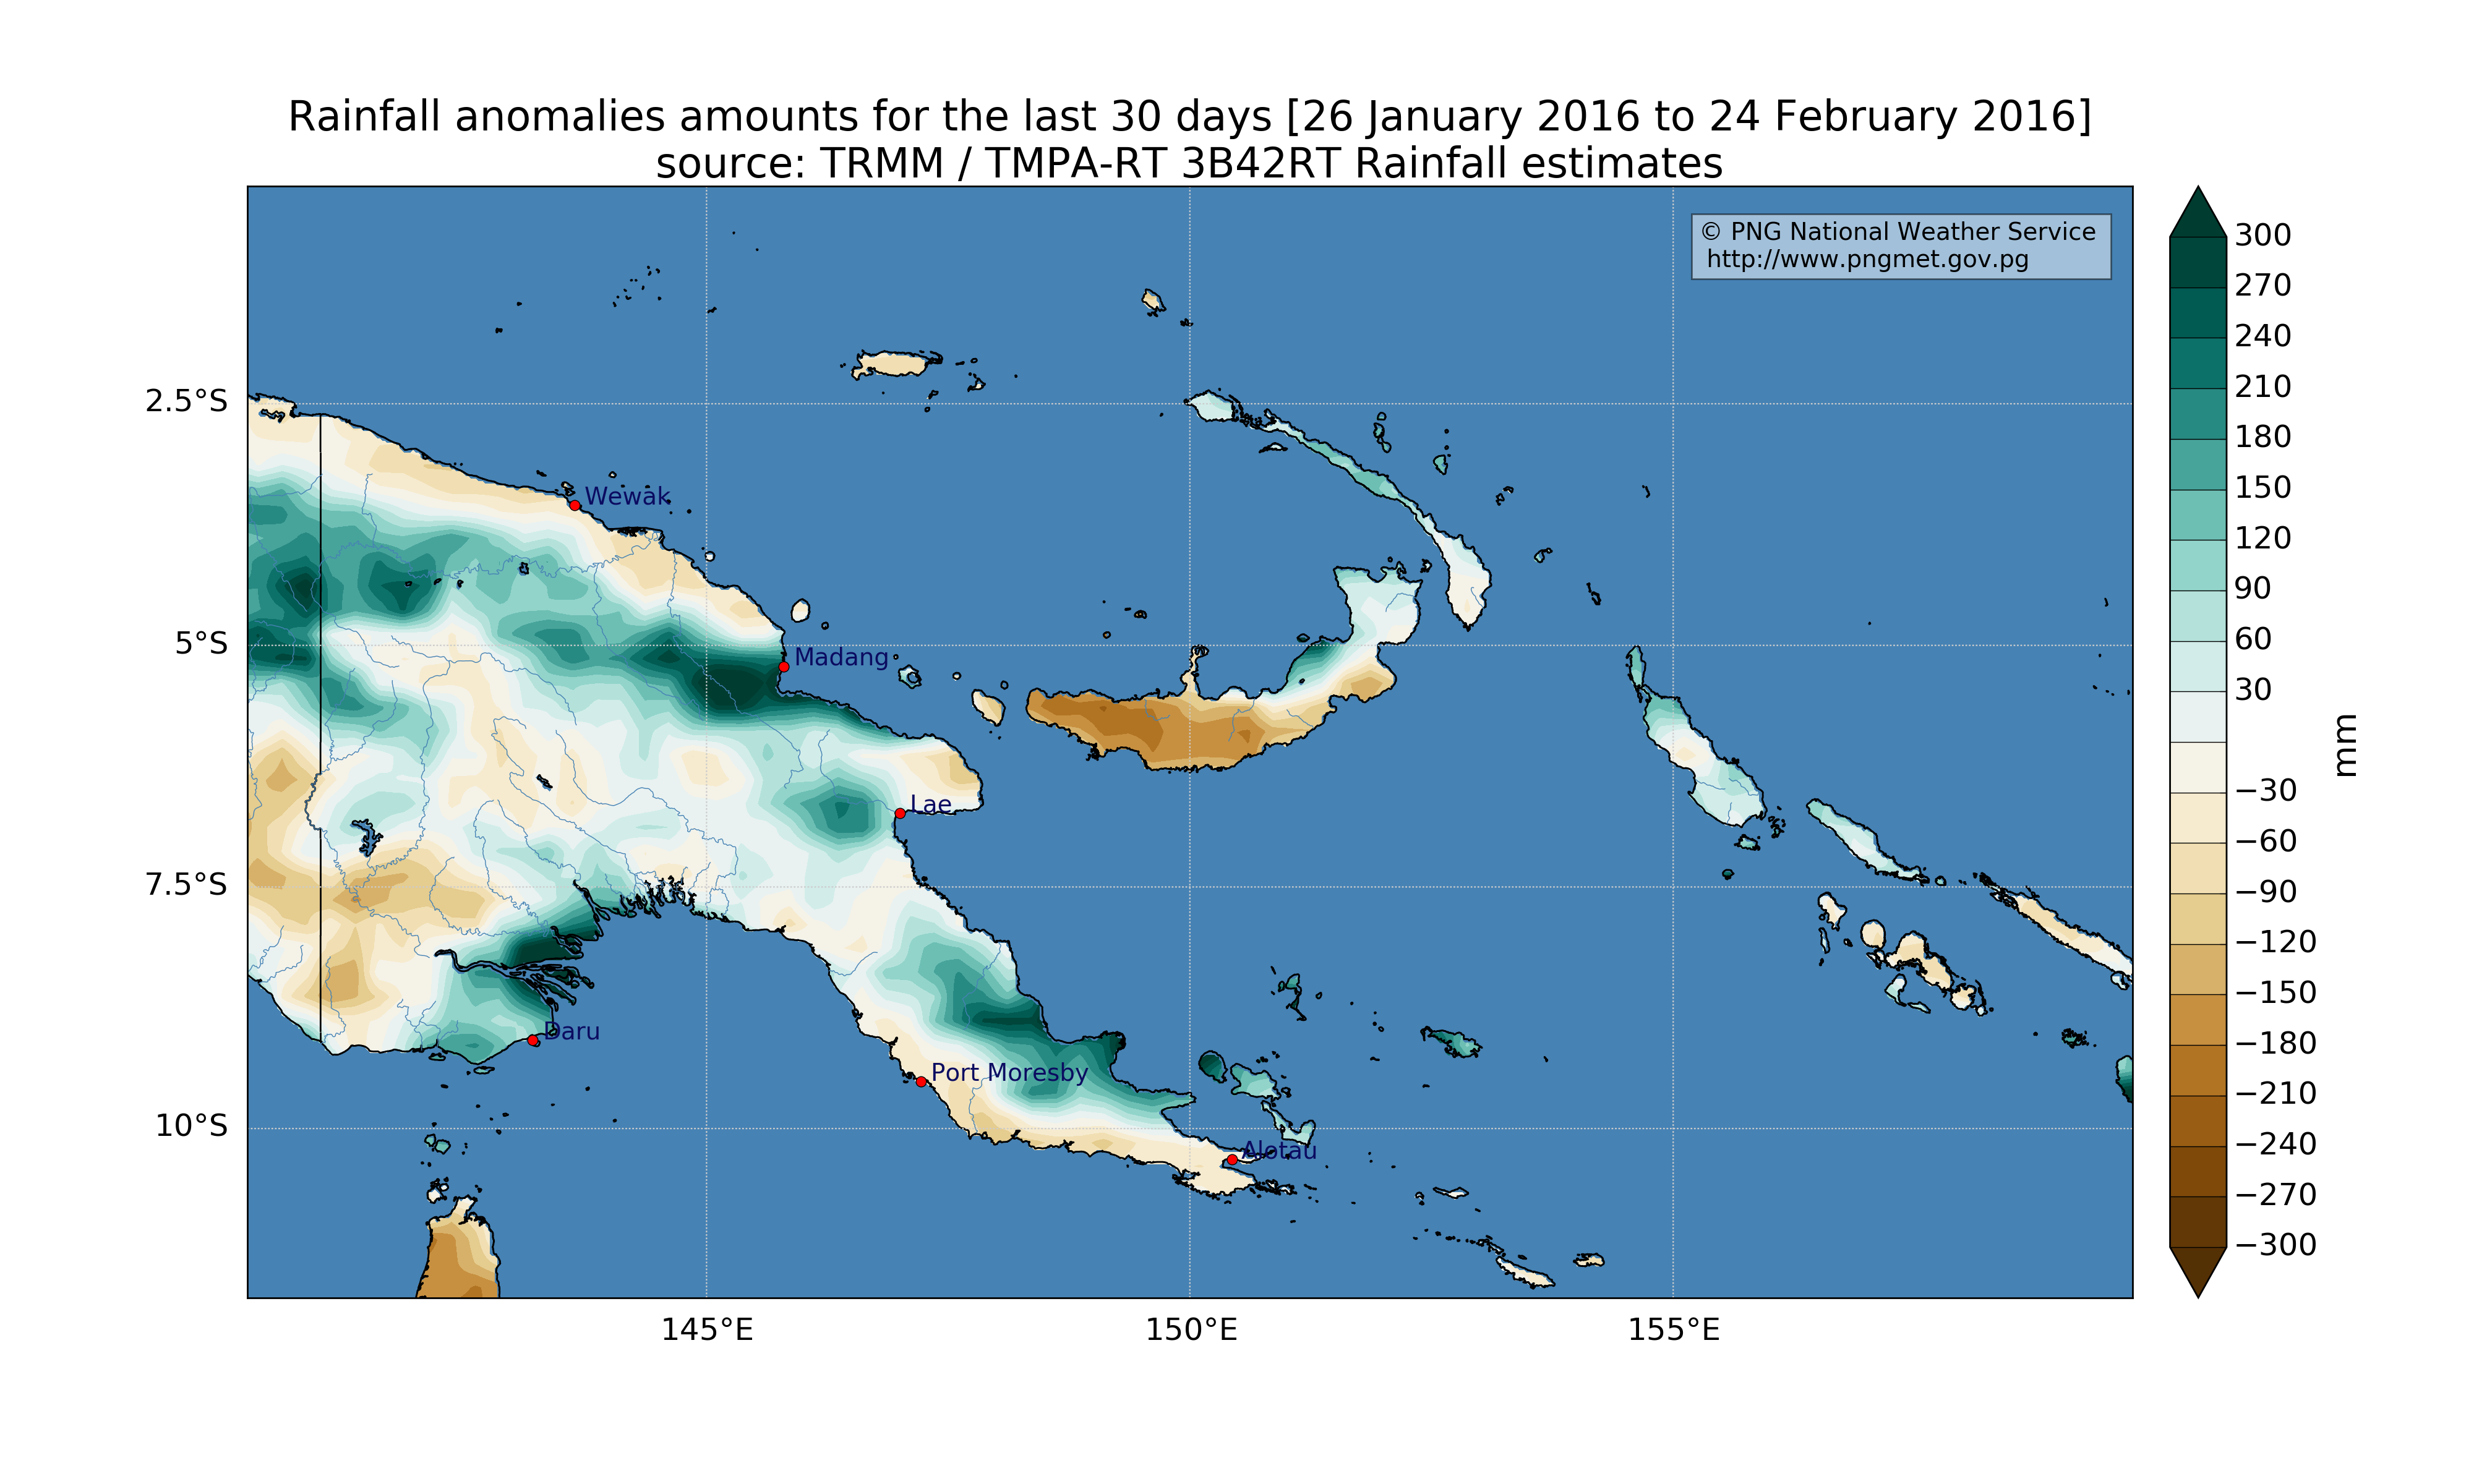 Rainfall anomalies amounts for the last 30 days [26 January 2016 to 24 February 2016]
source: TRMM / TMPA-RT 3B42RT Rainfall estimates
© PNG National Weather Service
http://www.pngmet.gov.pg
2.5°S
5°S
7.5°S
10°S
145°E
150°E
155°E
Wewak
Madang
Lae
Daru
Port Moresby
Alotau
300
270
240
210
180
150
120
90
60
30
−30
−60
−90
−120
−150
−180
−210
−240
−270
−300
mm